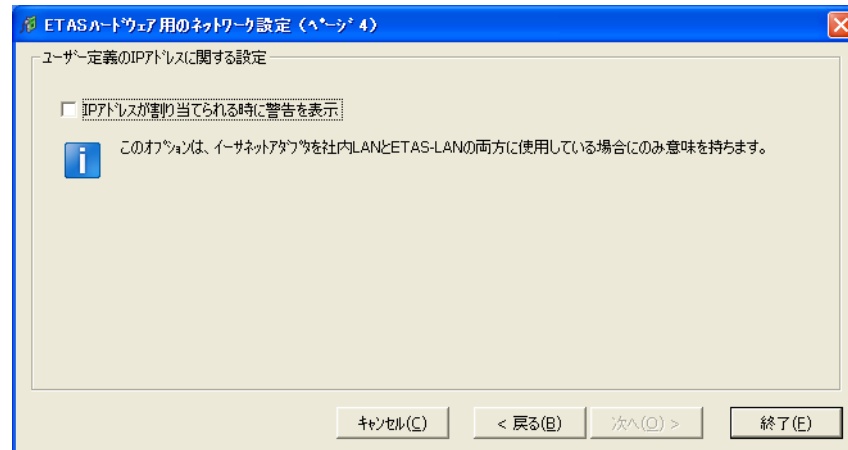 ETASハードウェア用のネットワーク設定（ページ 4）
ユーザー定義のIPアドレスに関する設定
IPアドレスが割り当てられる時に警告を表示
このオプションは、イーサネットアダプタを社内LANとETAS-LANの両方に使用している場合にのみ意味を持ちます。
キャンセル(C)
< 戻る(B)
次へ(O) >
終了(F)